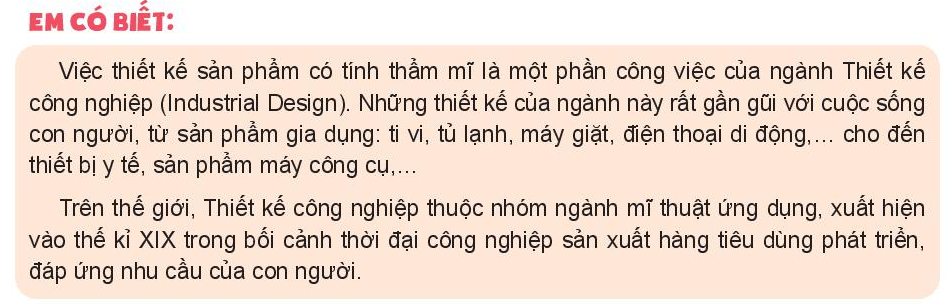 EM CÓ BIẾT:
Việc thiết kế sản phẩm có tính thẩm mĩ là một phần công việc của ngành Thiết kế
công nghiệp (Industrial Design). Những thiết kế của ngành này rất gần gũi với cuộc sống
con người, từ sản phẩm gia dụng: ti vi, tủ lạnh, máy giặt, điện thoại di động,... cho đến
thiết bị y tế, sản phẩm máy công cụ,...
Trên thế giới, Thiết kế công nghiệp thuộc nhóm ngành mĩ thuật ứng dụng, xuất hiện
vào thế kỉ XIX trong bối cảnh thời đại công nghiệp sản xuất hàng tiêu dùng phát triển,
đáp ứng nhu cầu của con người.